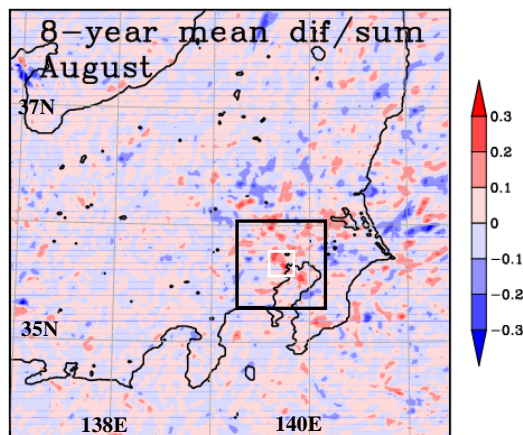 8-year mean dif/sum
August
37N
35N
138E
140E
0.3
0.2
0.1
0
-0.1
-0.2
-0.3